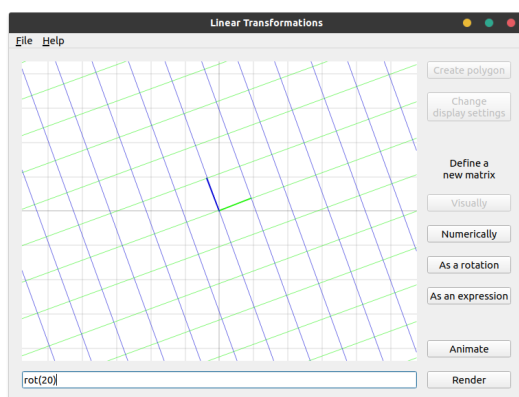 Linear Transformations
File Help
Create polygon
Change
display settings
Define a
new matrix
Visually
Numerically
As a rotation
As an expression
Animate
rot(20)
Render